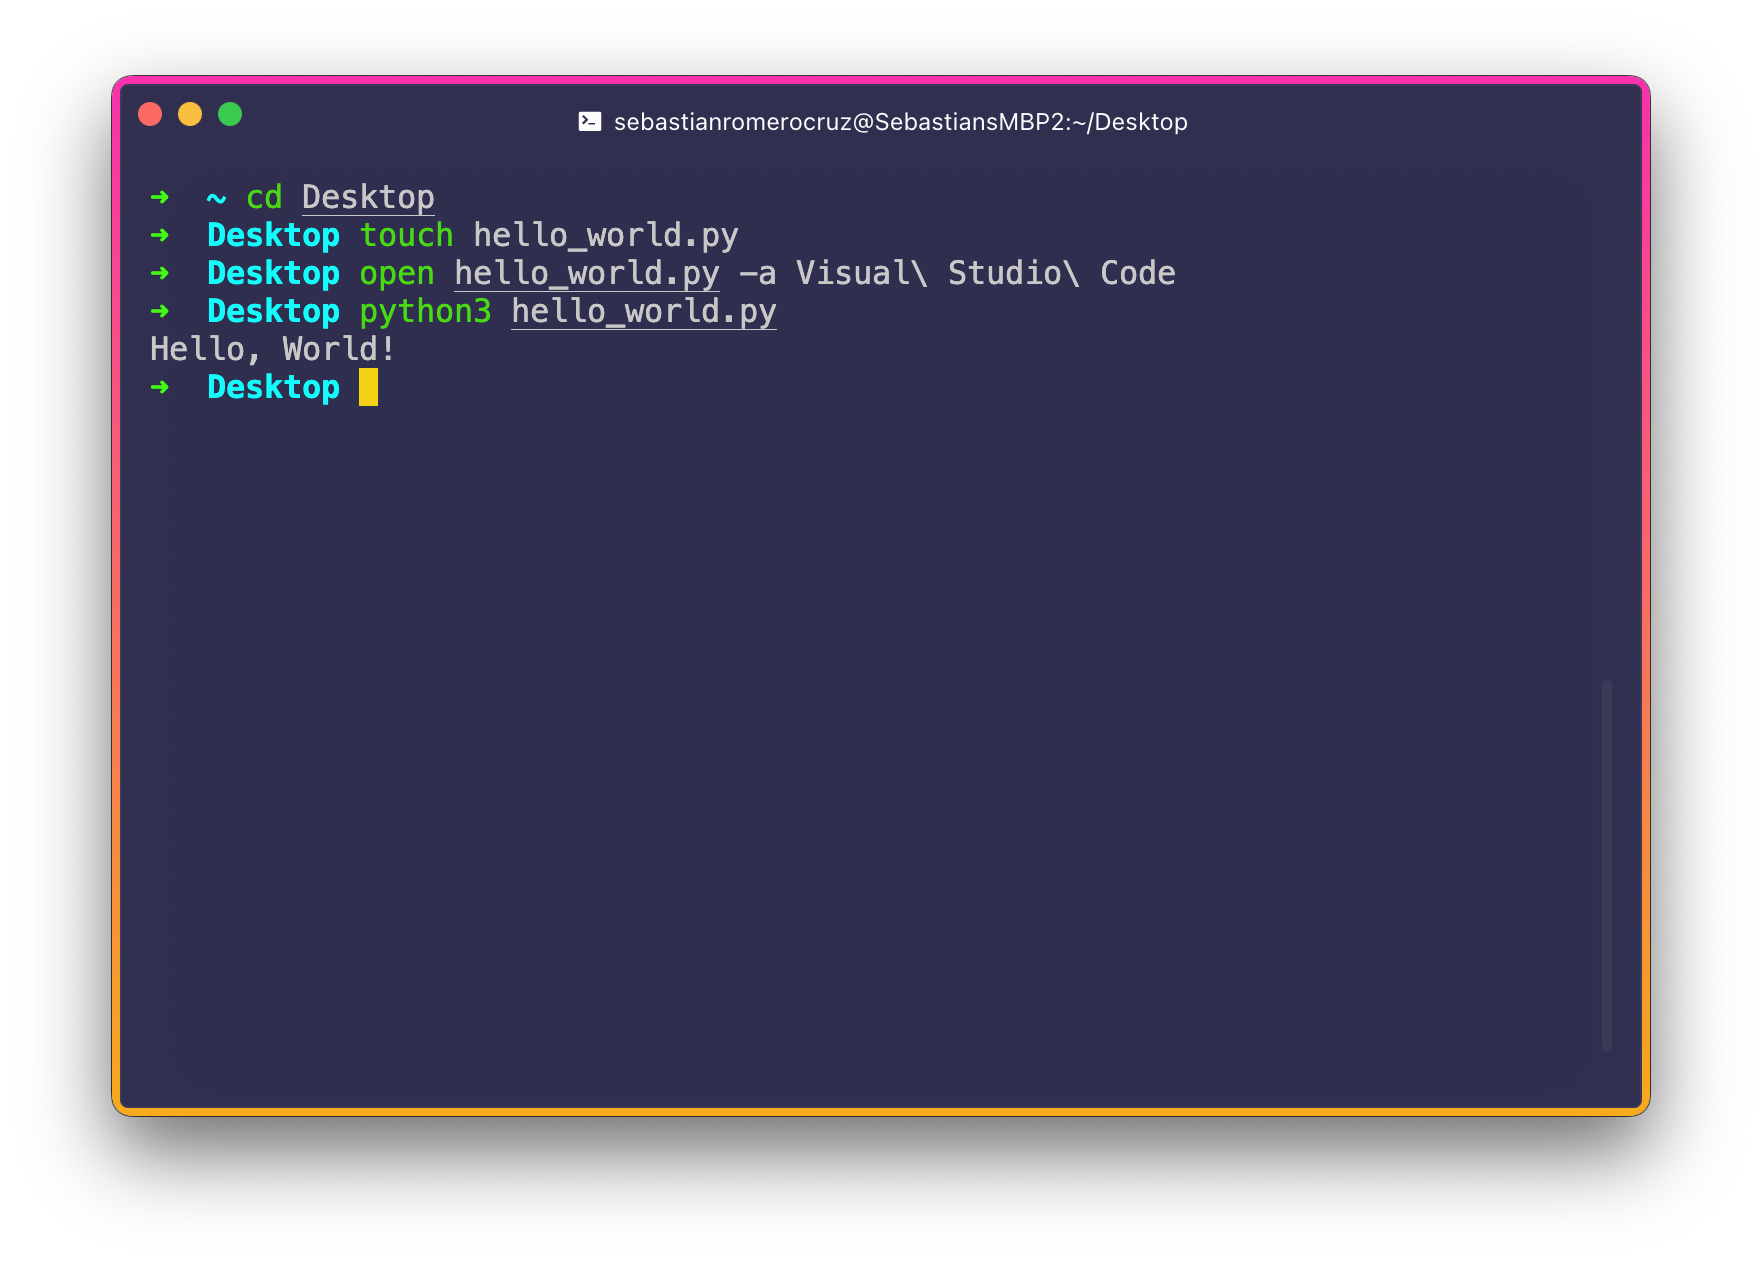 sebastianromerocruz@SebastiansMBP2:~/Desktop
➜  ~ cd Desktop
➜  Desktop touch hello_world.py
➜  Desktop open hello_world.py -a Visual\ Studio\ Code
➜  Desktop python3 hello_world.py
Hello, World!
➜  Desktop